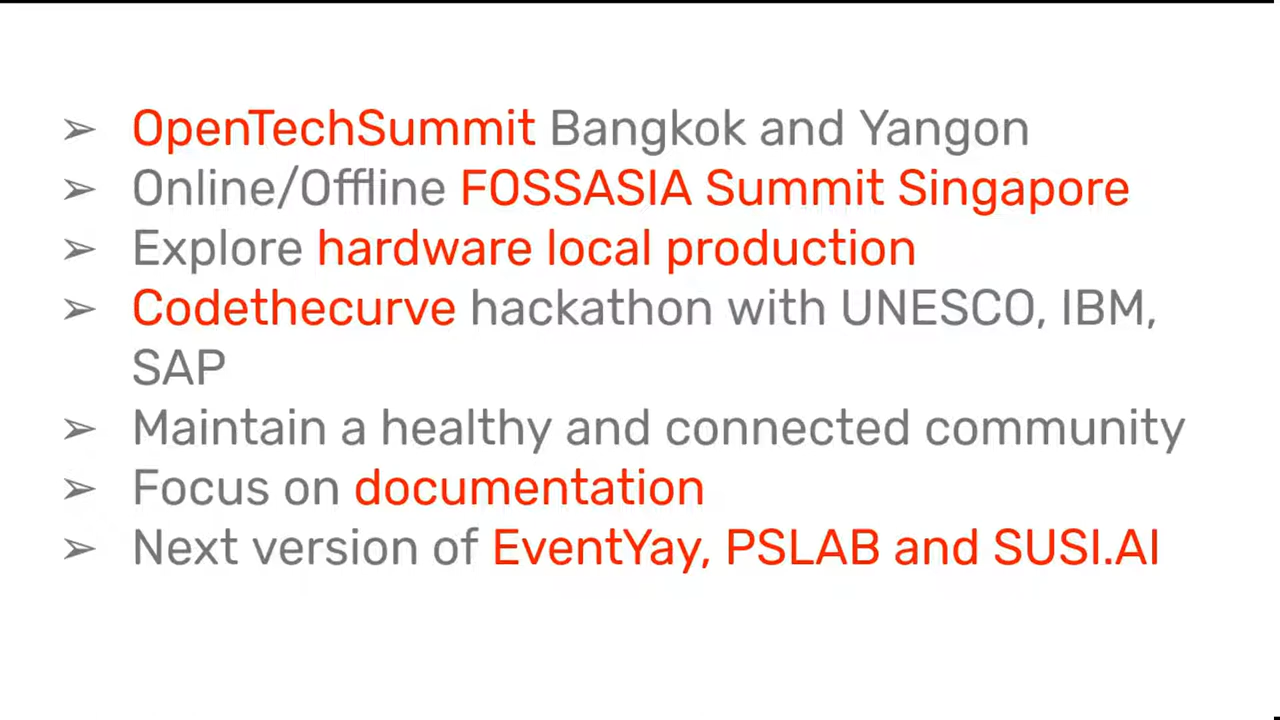 ➢ OpenTechSummit Bangkok and Yangon
➢ Online/Offline FOSSASIA Summit Singapore
➢ Explore hardware local production
➢ Codethecurve hackathon with UNESCO, IBM,
SAP
➢ Maintain a healthy and connected community
➢ Focus on documentation
➢ Next version of EventYay, PSLAB and SUSI.AI